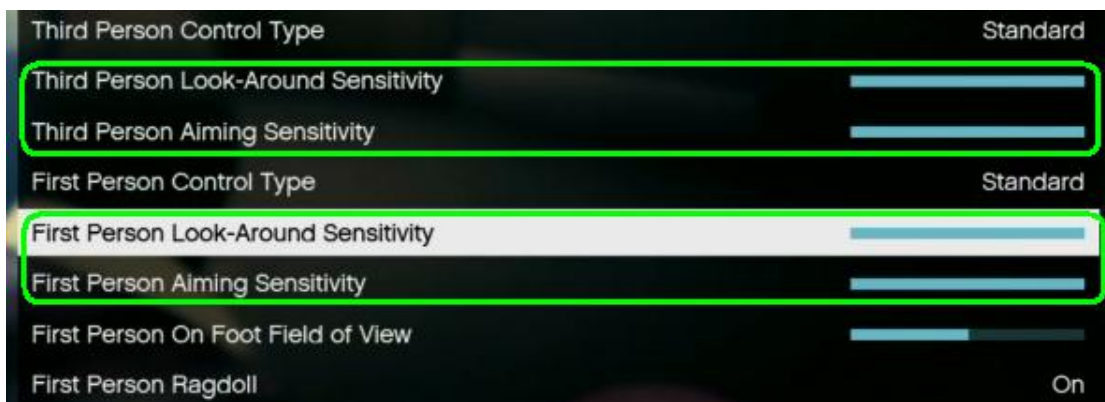 Third Person Control Type Standard
Third Person Look-Around Sensitivity
Third Person Aiming Sensitivity
First Person Control Type Standard
First Person Look-Around Sensitivity
First Person Aiming Sensitivity
First Person On Foot Field of View
First Person Ragdoll On